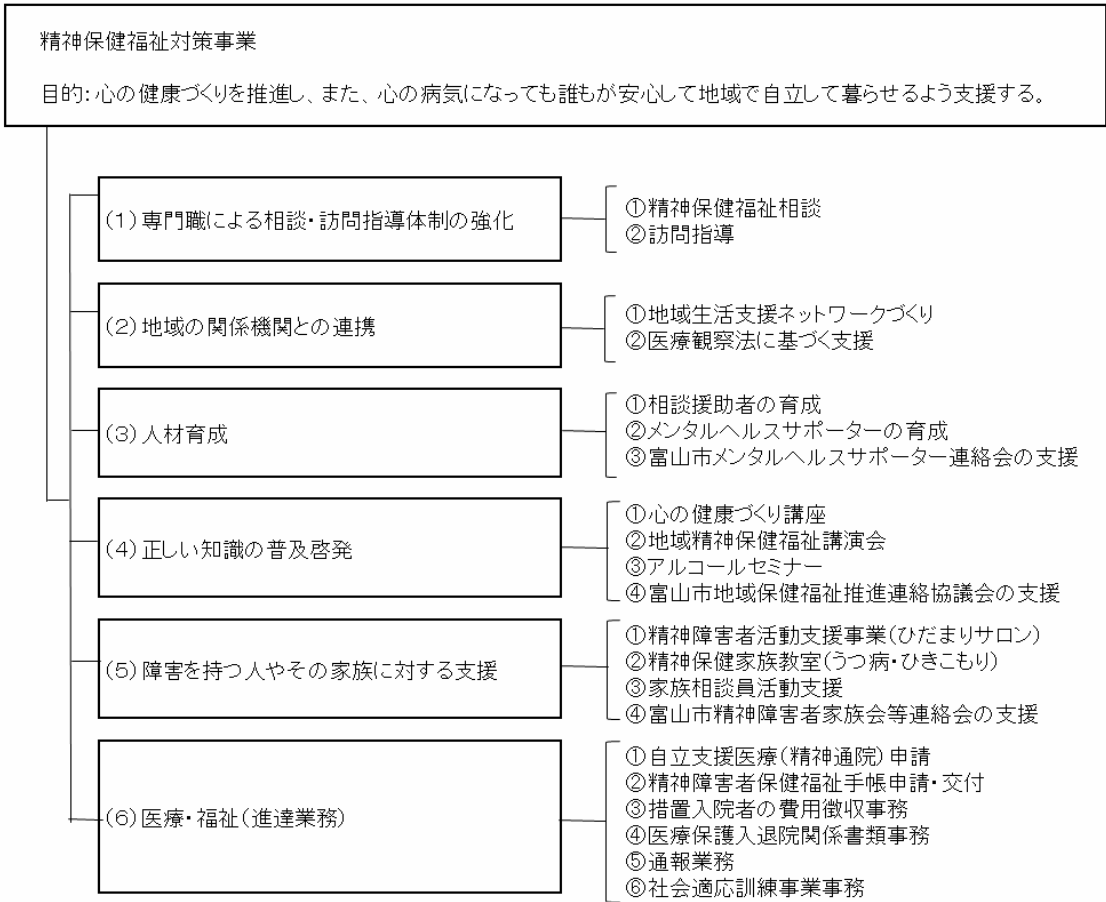 精神保健福祉対策事業
目的：心の健康づくりを推進し、また、心の病気になっても誰もが安心して地域で自立して暮らせるよう支援する。
(1)専門職による相談・訪問指導体制の強化
①精神保健福祉相談
②訪問指導
(2)地域の関係機関との連携
①地域生活支援ネットワークづくり
②医療観察法に基づく支援
(3)人材育成
①相談援助者の育成
②メンタルヘルスサポーターの育成
③富山市メンタルヘルスサポーター連絡会の支援
(4)正しい知識の普及啓発
①心の健康づくり講座
②地域精神保健福祉講演会
③アルコールセミナー
④富山市地域保健福祉推進連絡協議会の支援
(5)障害を持つ人やその家族に対する支援
①精神障害者活動支援事業(ひだまりサロン)
②精神保健家族教室(うつ病・ひきこもり)
③家族相談員活動支援
④富山市精神障害者家族会等連絡会の支援
(6)医療・福祉(進達業務)
①自立支援医療(精神通院)申請
②精神障害者保健福祉手帳申請・交付
③措置入院者の費用徴収事務
④医療保護入退院関係書類事務
⑤通報業務
⑥社会適応訓練事業事務